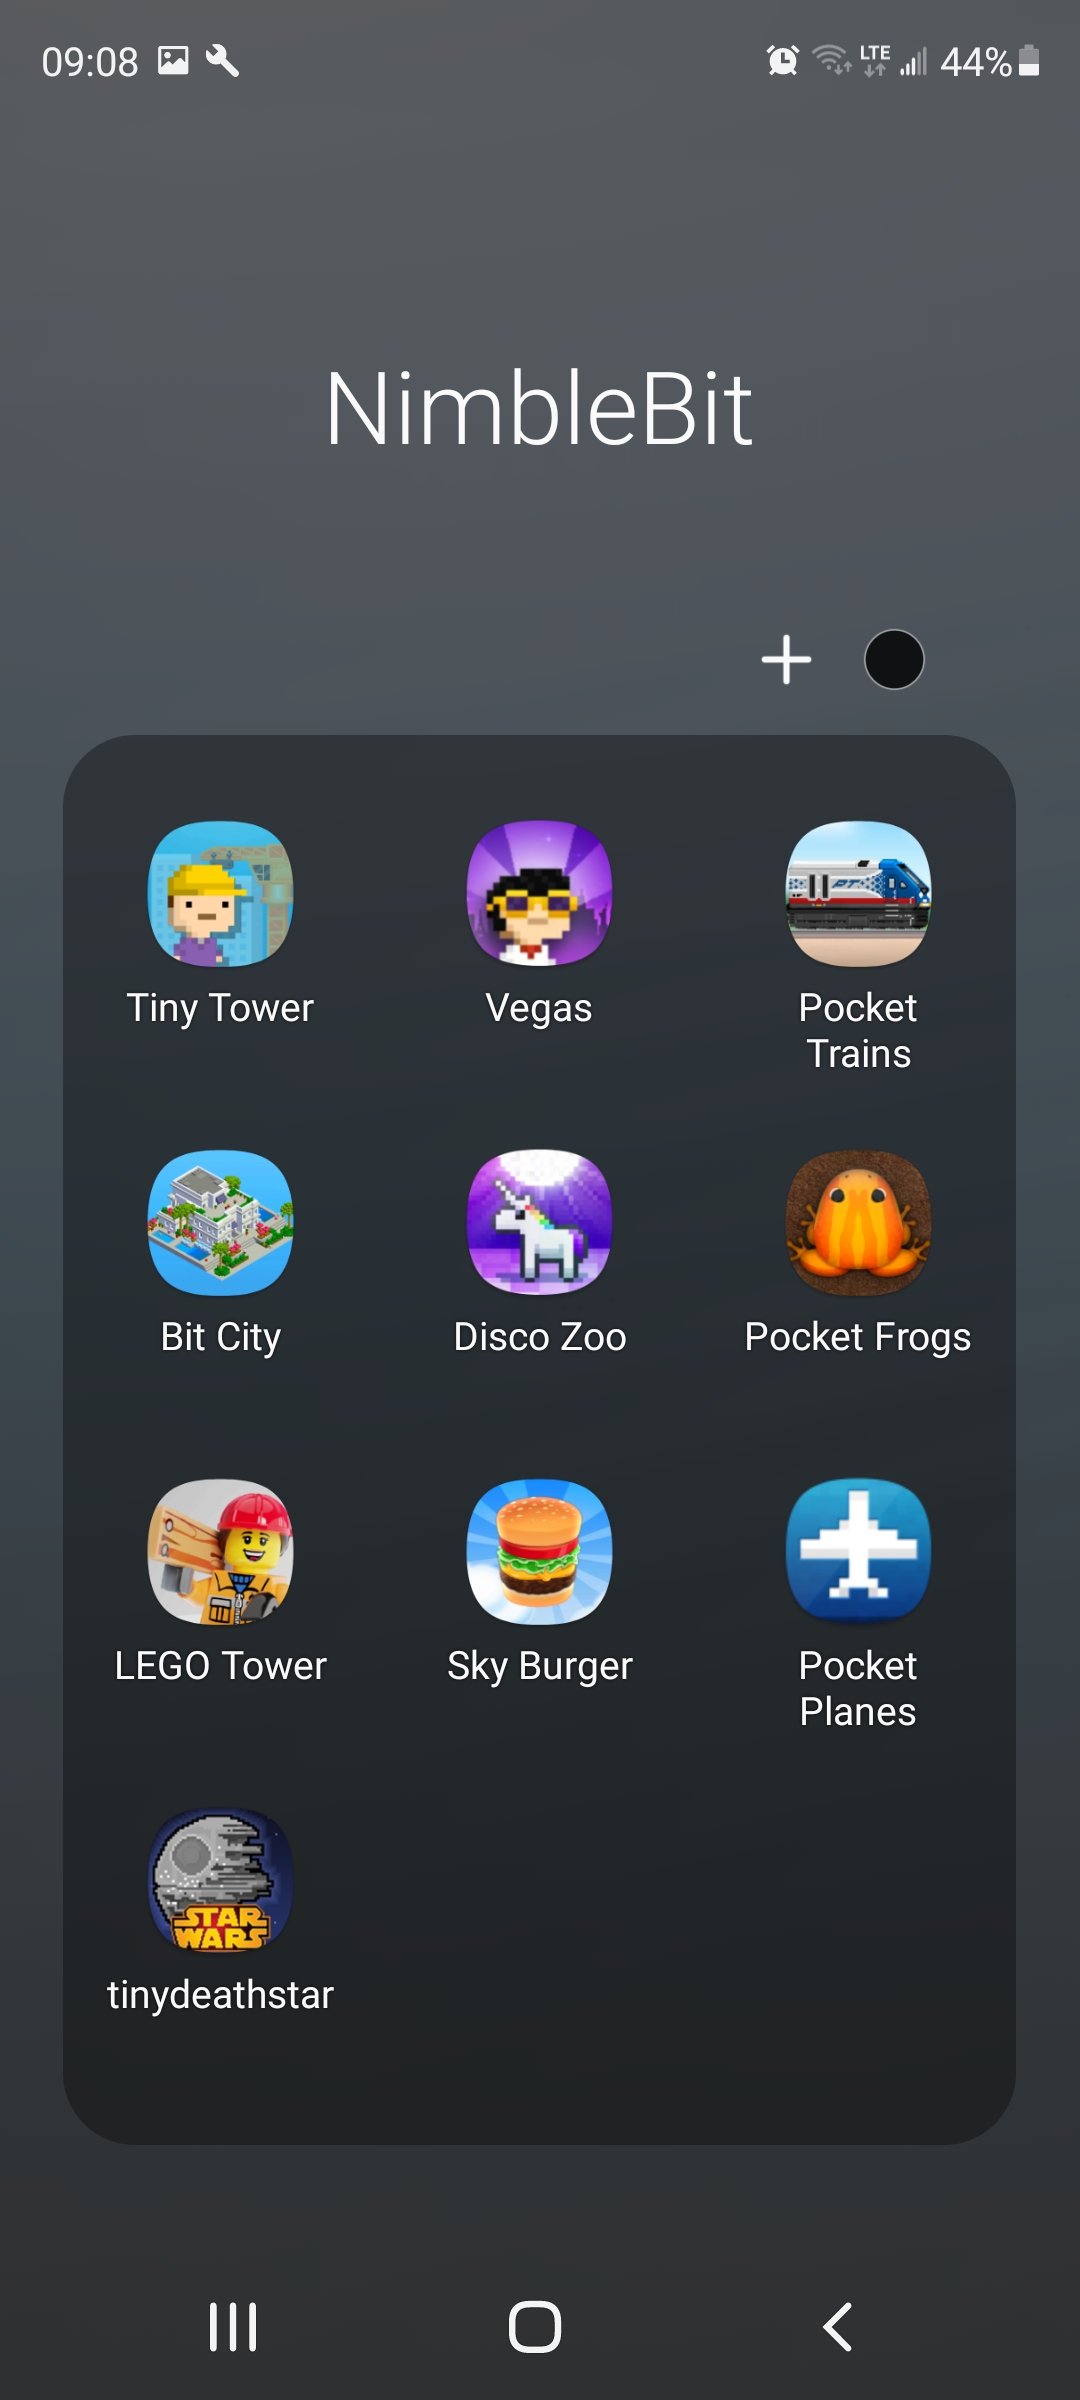 09:08
LTE
44%
NimbleBit
Tiny Tower
Vegas
Pocket
Trains
Bit City
Disco Zoo
Pocket Frogs
LEGO Tower
Sky Burger
Pocket
Planes
STAR
WARS
tinydeathstar